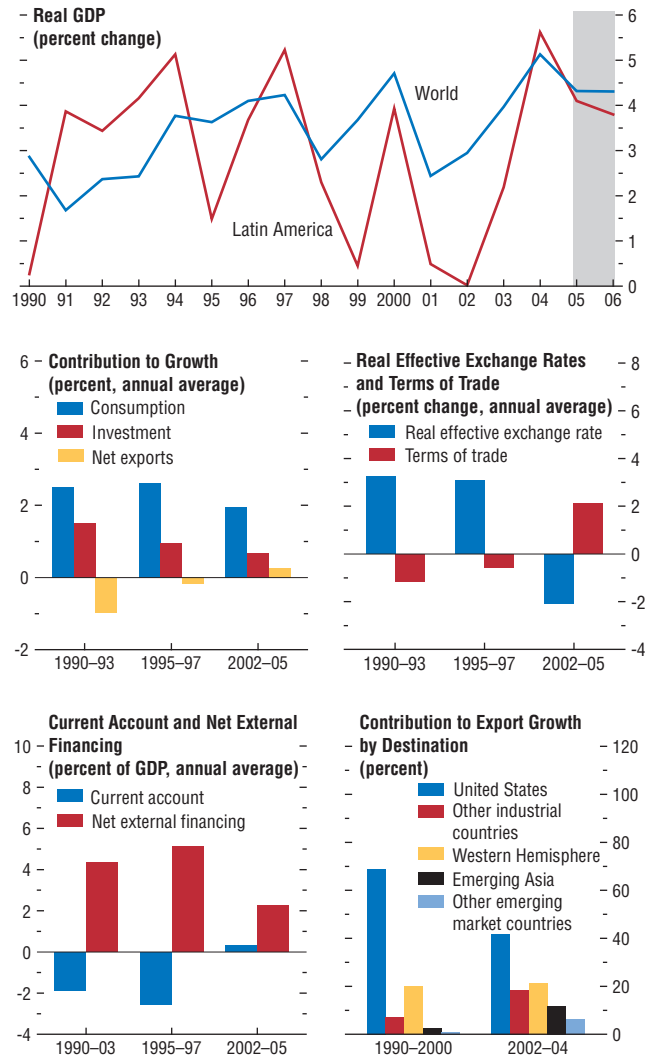 Real GDP
(percent change)
6
5
4
3
2
1
0
World
Latin America
1990 91 92 93 94 95 96 97 98 99 2000 01 02 03 04 05 06
Contribution to Growth
(percent, annual average)
Consumption
Investment
Net exports
6
4
2
0
-2
1990–93 1995–97 2002–05
Real Effective Exchange Rates
and Terms of Trade
(percent change, annual average)
Real effective exchange rate
Terms of trade
8
6
4
2
0
-2
-4
1990–93 1995–97 2002–05
Current Account and Net External
Financing
(percent of GDP, annual average)
Current account
Net external financing
10
8
6
4
2
0
-2
-4
1990–03 1995–97 2002–05
Contribution to Export Growth
by Destination
(percent)
United States
Other industrial
countries
Western Hemisphere
Emerging Asia
Other emerging
market countries
120
100
80
60
40
20
0
1990–2000 2002–04